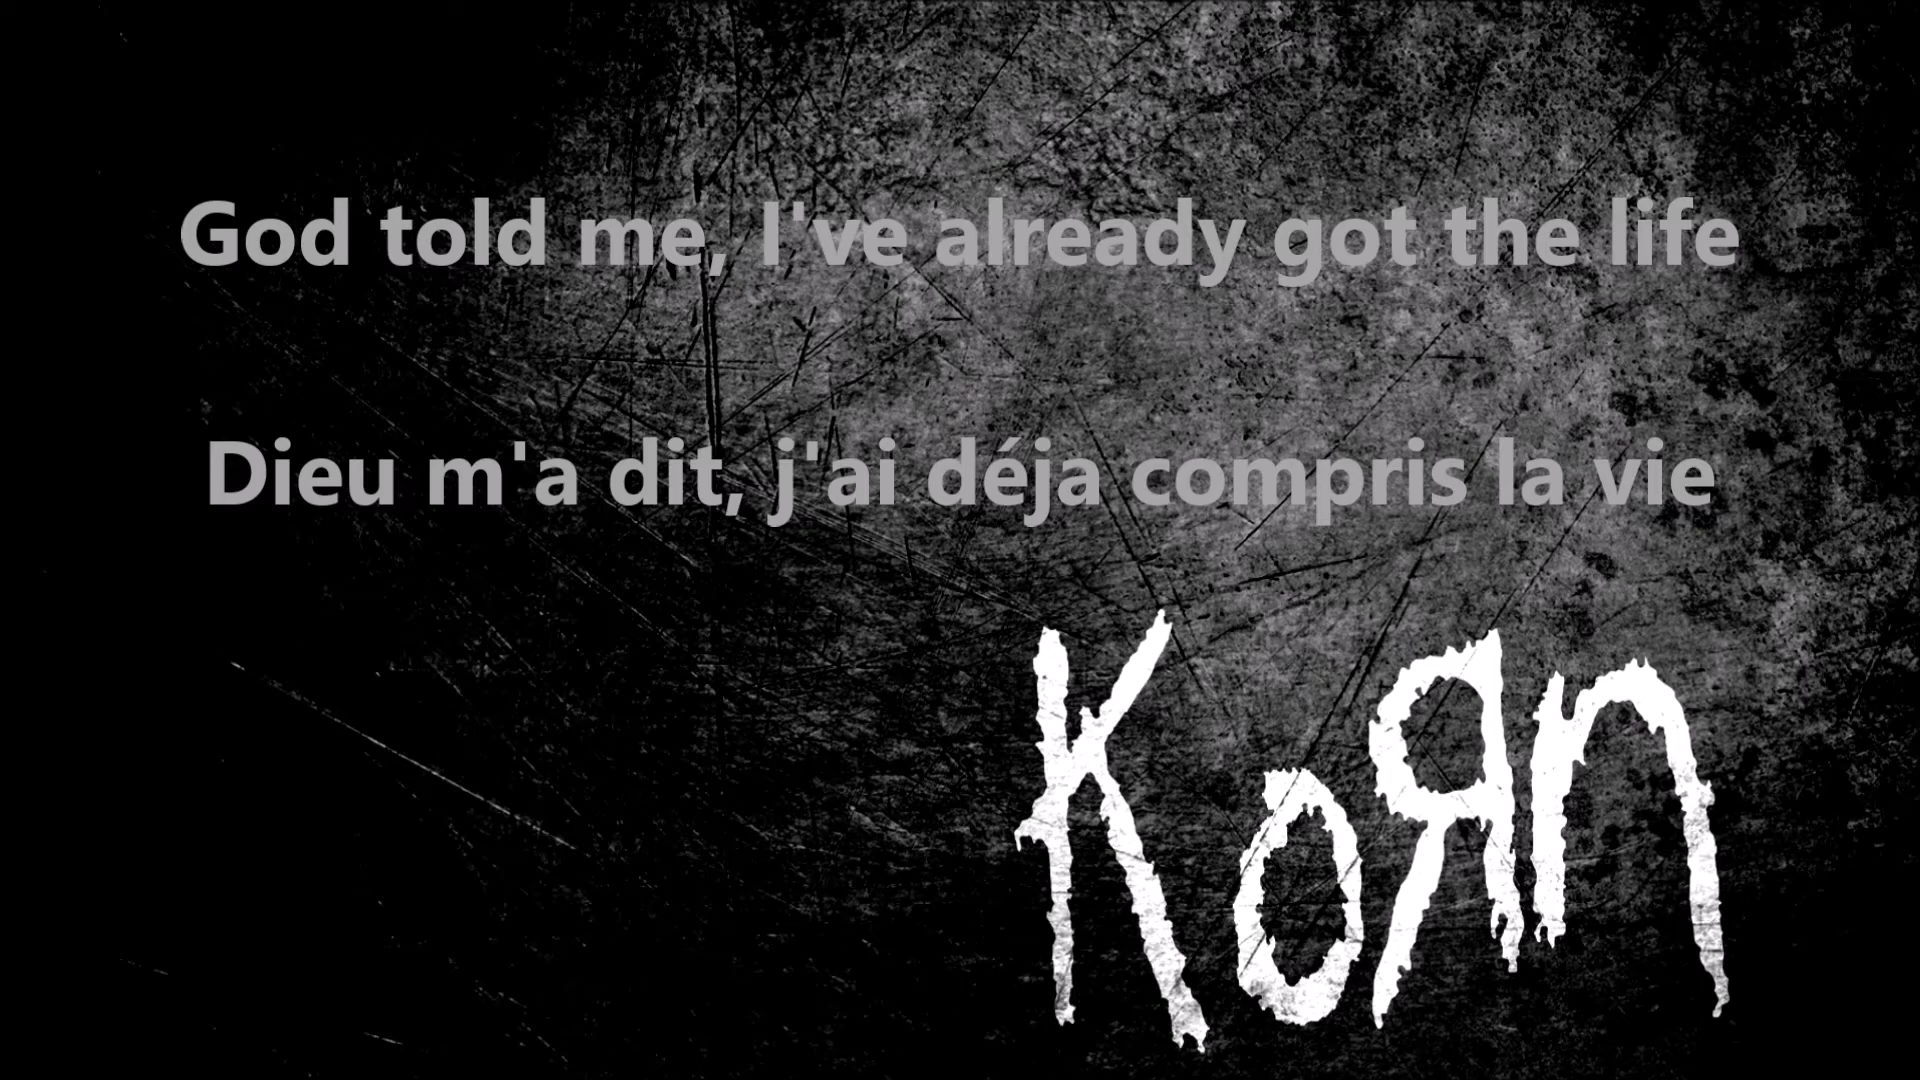 God told me, I've already got the life
Dieu m'a dit, j'ai déja compris la vie
KoЯn